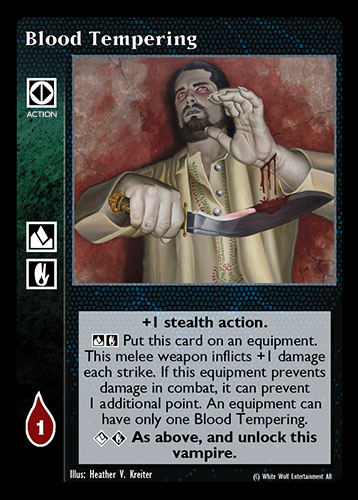 Blood Tempering
ACTION
+1 stealth action.
Put this card on an equipment.
This melee weapon inflicts +1 damage
each strike. If this equipment prevents
damage in combat, it can prevent
1 additional point. An equipment can
have only one Blood Tempering.
As above, and unlock this
vampire.
1
Illus: Heather V. Kreiter
(C) White Wolf Entertainment AB